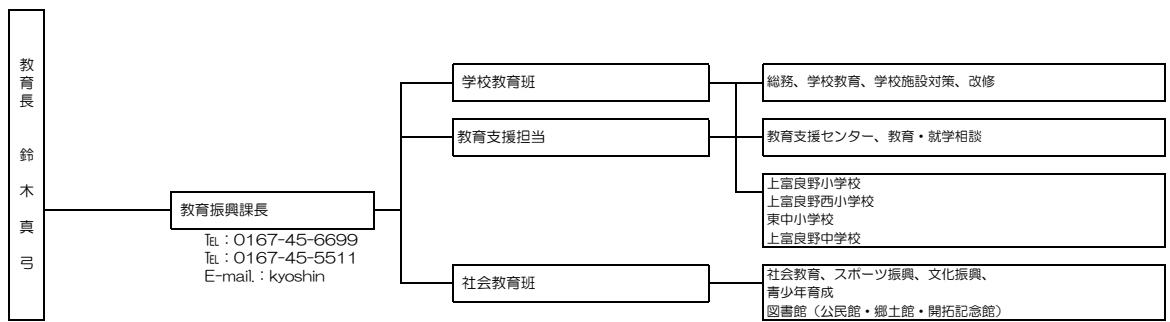 教育長 鈴木真弓
教育振興課長
℡：0167-45-6699
℡：0167-45-5511
E-mail.：kyoshin
学校教育班
総務、学校教育、学校施設対策、改修
教育支援担当
教育支援センター、教育・就学相談
上富良野小学校
上富良野西小学校
東中小学校
上富良野中学校
社会教育班
社会教育、スポーツ振興、文化振興、
青少年育成
図書館（公民館・郷土館・開拓記念館）